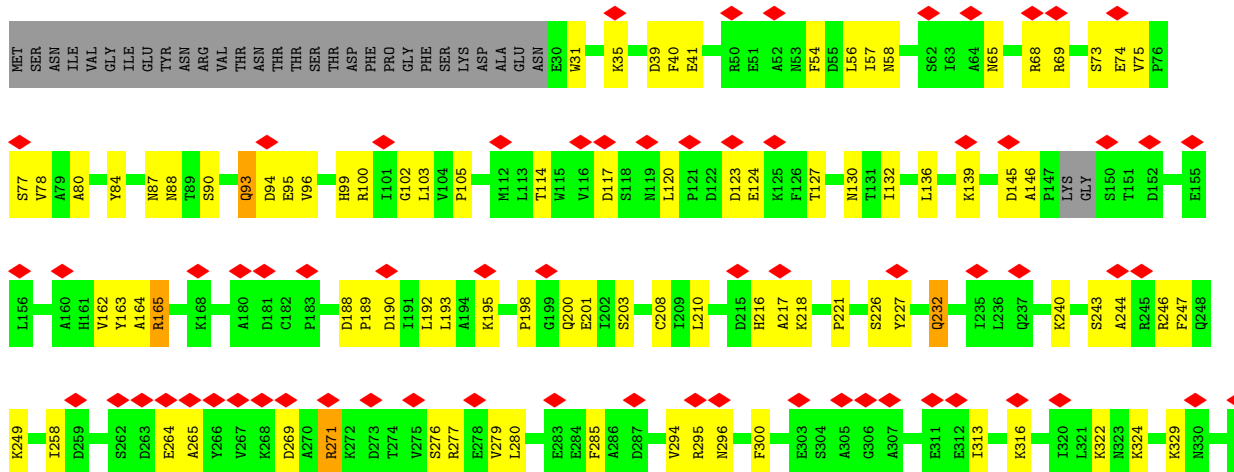 MET SER ASN ILE VAL GLY ILE GLU TYR ASN ARG VAL THR ASN THR THR SER THR ASP PHE PRO GLY PHE SER LYS ASP ALA GLU ASN E30 W31 K35 D39 F40 E41 R50 E51 A52 N53 F54 D55 L56 I57 N58 S62 I63 A64 N65 R68 R69 S73 E74 V75 P76
S77 V78 A79 A80 Y84 N87 N88 T89 S90 Q93 D94 E95 V96 H99 R100 I101 G102 L103 V104 P105 M112 L113 T114 W115 V116 D117 S118 N119 L120 P121 D122 D123 E124 K125 F126 T127 N130 T131 I132 L136 K139 D145 A146 P147 LYS GLY S150 T151 D152 E155
L156 A160 H161 V162 Y163 A164 R165 K168 A180 D181 C182 P183 D188 P189 D190 I191 L192 L193 A194 K195 P198 G199 Q200 E201 I202 S203 C208 I209 L210 D215 H216 A217 K218 P221 S226 Y227 Q232 I235 L236 Q237 K240 S243 A244 R245 R246 F247 Q248
K249 I258 D259 S262 D263 E264 A265 Y266 V267 K268 D269 A270 R271 K272 D273 T274 V275 S276 R277 E278 V279 L280 E283 E284 F285 A286 D287 V294 R295 N296 F300 E303 S304 A305 G306 A307 E311 E312 I313 K316 I320 L321 K322 N323 K324 K329 N330